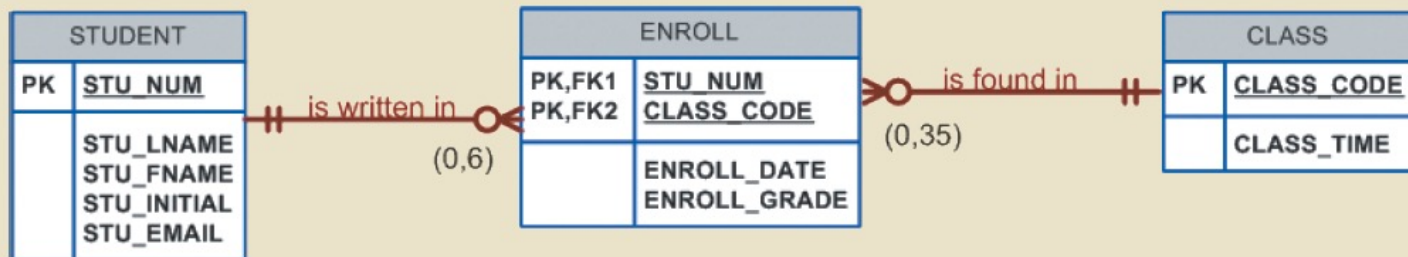 STUDENT
PK STU_NUM
STU_LNAME
STU_FNAME
STU_INITIAL
STU_EMAIL
is written in
(0,6)
ENROLL
PK,FK1 STU_NUM
PK,FK2 CLASS_CODE
ENROLL_DATE
ENROLL_GRADE
is found in
(0,35)
CLASS
PK CLASS_CODE
CLASS_TIME